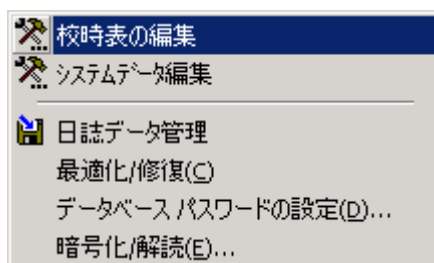 校時表の編集
ｼｽﾃﾑﾃﾞｰﾀ編集
日誌データ管理
最適化/修復(C)
データベース パスワードの設定(D)...
暗号化/解読(E)...